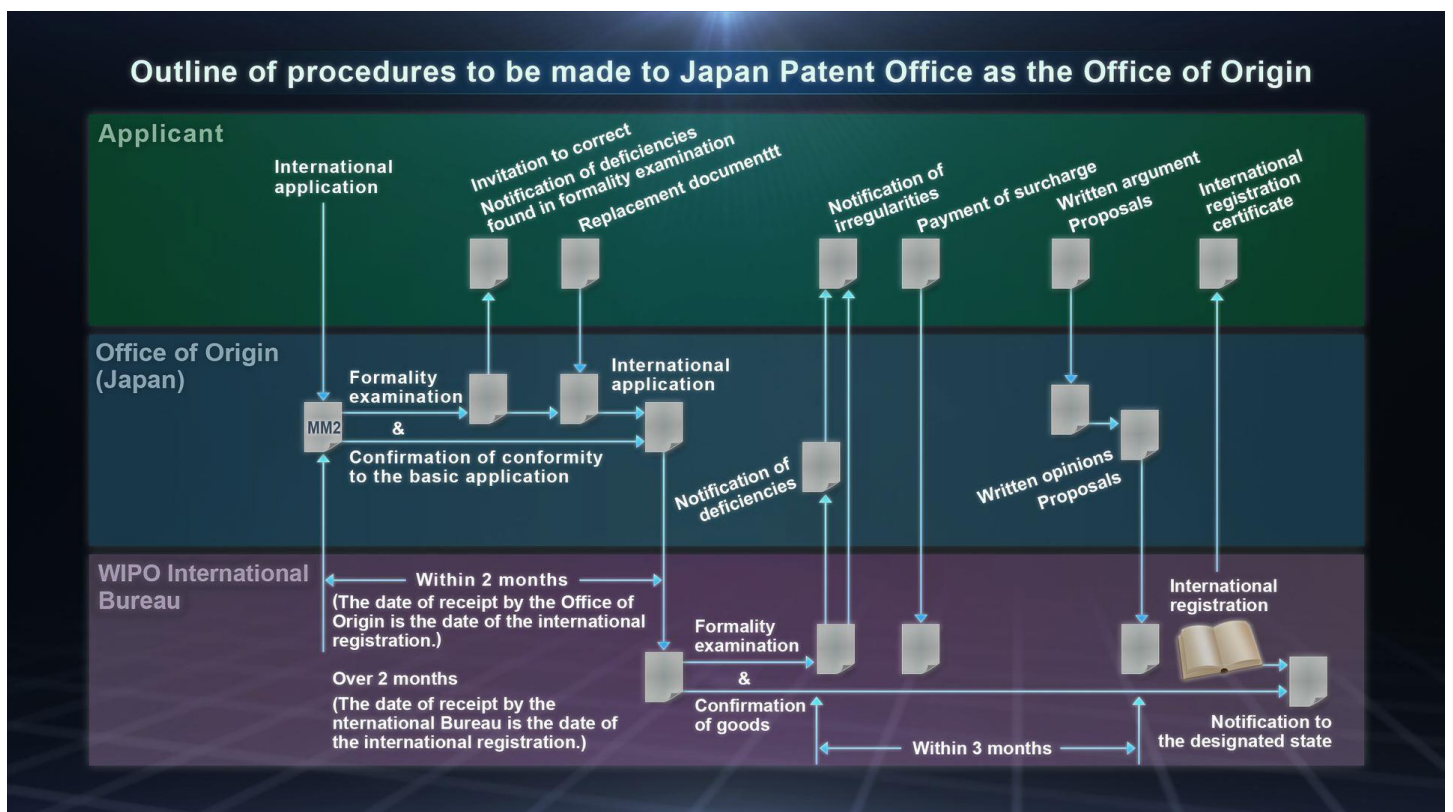 Outline of procedures to be made to Japan Patent Office as the Office of Origin
Applicant
International
application
Invitation to correct
Notification of deficiencies
found in formality examination
Replacement documenttt
Notification of
irregularities
Payment of surcharge
Written argument
Proposals
International
registration
certificate
Office of Origin
(Japan)
Formality
examination
&
MM2
Confirmation of conformity
to the basic application
International
application
Notification of
deficiencies
Written opinions
Proposals
WIPO International
Bureau
Within 2 months
(The date of receipt by the Office of
Origin is the date of the international
registration.)
Over 2 months
(The date of receipt by the
nternational Bureau is the date of
the international registration.)
Formality
examination
&
Confirmation
of goods
Within 3 months
International
registration
Notification to
the designated state